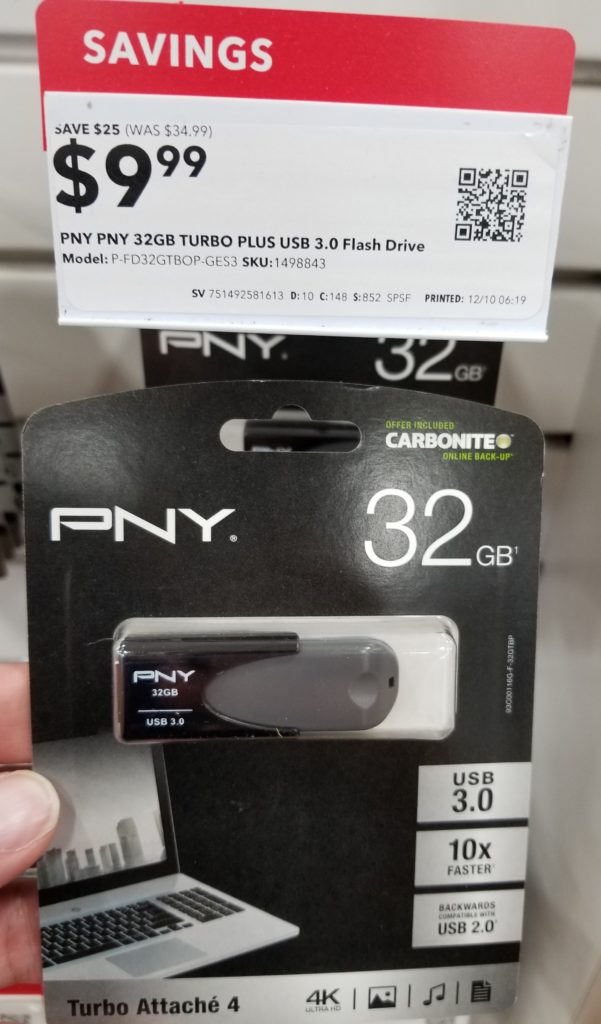 SAVINGS
SAVE $25 (WAS $34.99)
$9 99
PNY PNY 32GB TURBO PLUS USB 3.0 Flash Drive
Model: P-FD32GTBOP-GES3 SKU:1498843
SV 751492581613 D:10 C:148 S:852 SPSF PRINTED: 12/10 06:19
PNY. 32GB
OFFER INCLUDED
CARBONITE
ONLINE BACK-UP
PNY®
32GB¹
PNY
32GB
USB 3.0
93C00116G-F-32GTBP
USB
3.0
10x
FASTER
BACKWARDS
COMPATIBLE WITH
USB 2.0
Turbo Attaché 4
4K
ULTRA HD